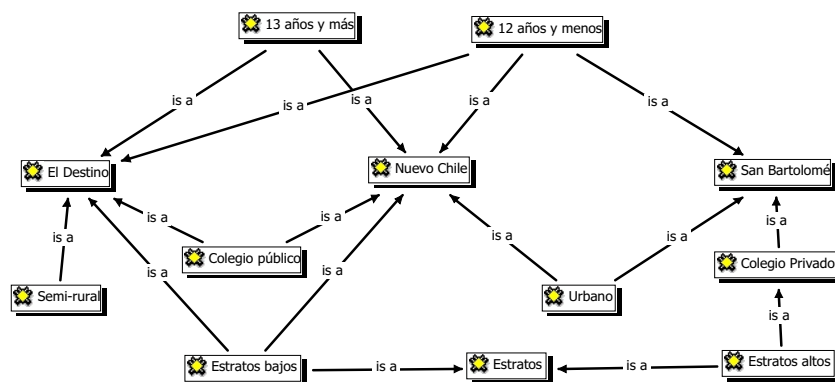 13 años y más
12 años y menos
is a
is a
is a
is a
is a
El Destino
Nuevo Chile
San Bartolomé
is a
is a
is a
is a
is a
is a
is a
is a
Colegio público
Colegio Privado
Semi-rural
Urbano
is a
Estratos bajos
is a
Estratos
is a
Estratos altos